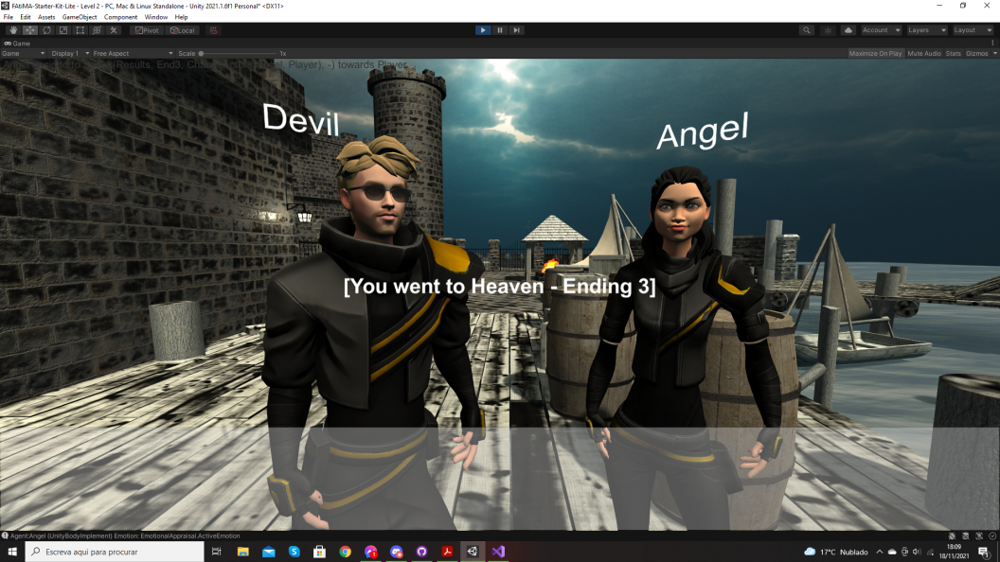 FAtiMA-Starter-Kit-Lite - Level 2 - PC, Mac & Linux Standalone - Unity 2021.1.6f1 Personal* <DX11>
File Edit Assets GameObject Component Window Help
Pivot Local Account Layers Layout
Game
Game Display 1 Free Aspect Scale 1x Maximize On Play Mute Audio Stats Gizmos
(Results, End3, Player), -) towards Player
Devil
Angel
[You went to Heaven - Ending 3]
Agent:Angel (UnityBodyImplement) Emotion: EmotionalAppraisal.ActiveEmotion
Escreva aqui para procurar
17°C Nublado
18:09
18/11/2021